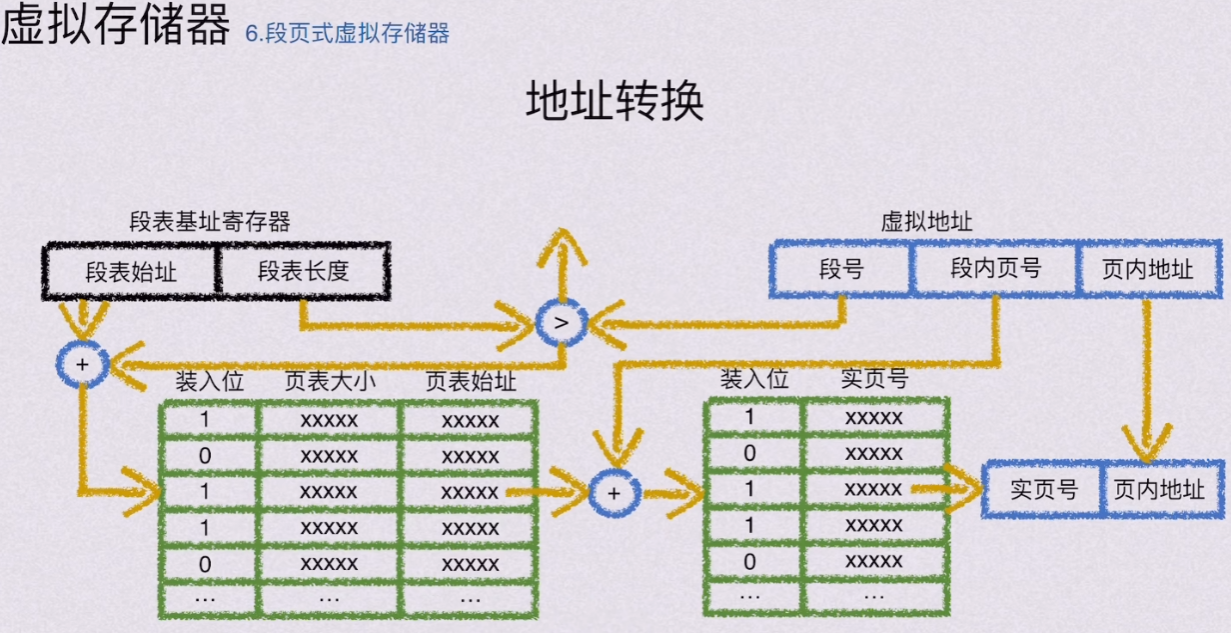 虚拟存储器 6.段页式虚拟存储器
地址转换
段表基址寄存器 虚拟地址
段表始址 段表长度 段号 段内页号 页内地址
>
+
装入位 页表大小 页表始址 装入位 实页号
1 xxxxx xxxxx 1 xxxxx
0 xxxxx xxxxx 0 xxxxx
1 xxxxx xxxxx + 1 xxxxx 实页号 页内地址
1 xxxxx xxxxx 1 xxxxx
0 xxxxx xxxxx 0 xxxxx
... ... ... ... ...